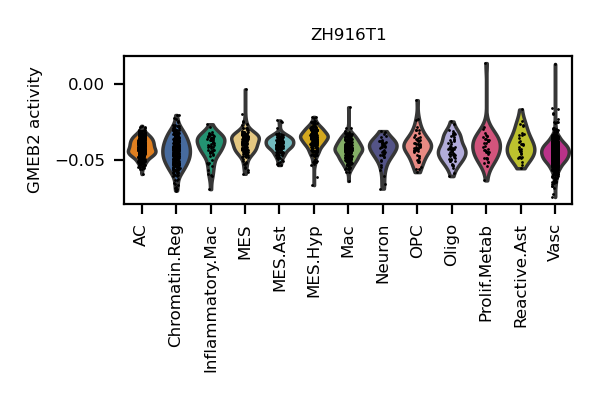 ZH916T1
GMEB2 activity
0.00
−0.05
AC
Chromatin.Reg
Inflammatory.Mac
MES
MES.Ast
MES.Hyp
Mac
Neuron
OPC
Oligo
Prolif.Metab
Reactive.Ast
Vasc